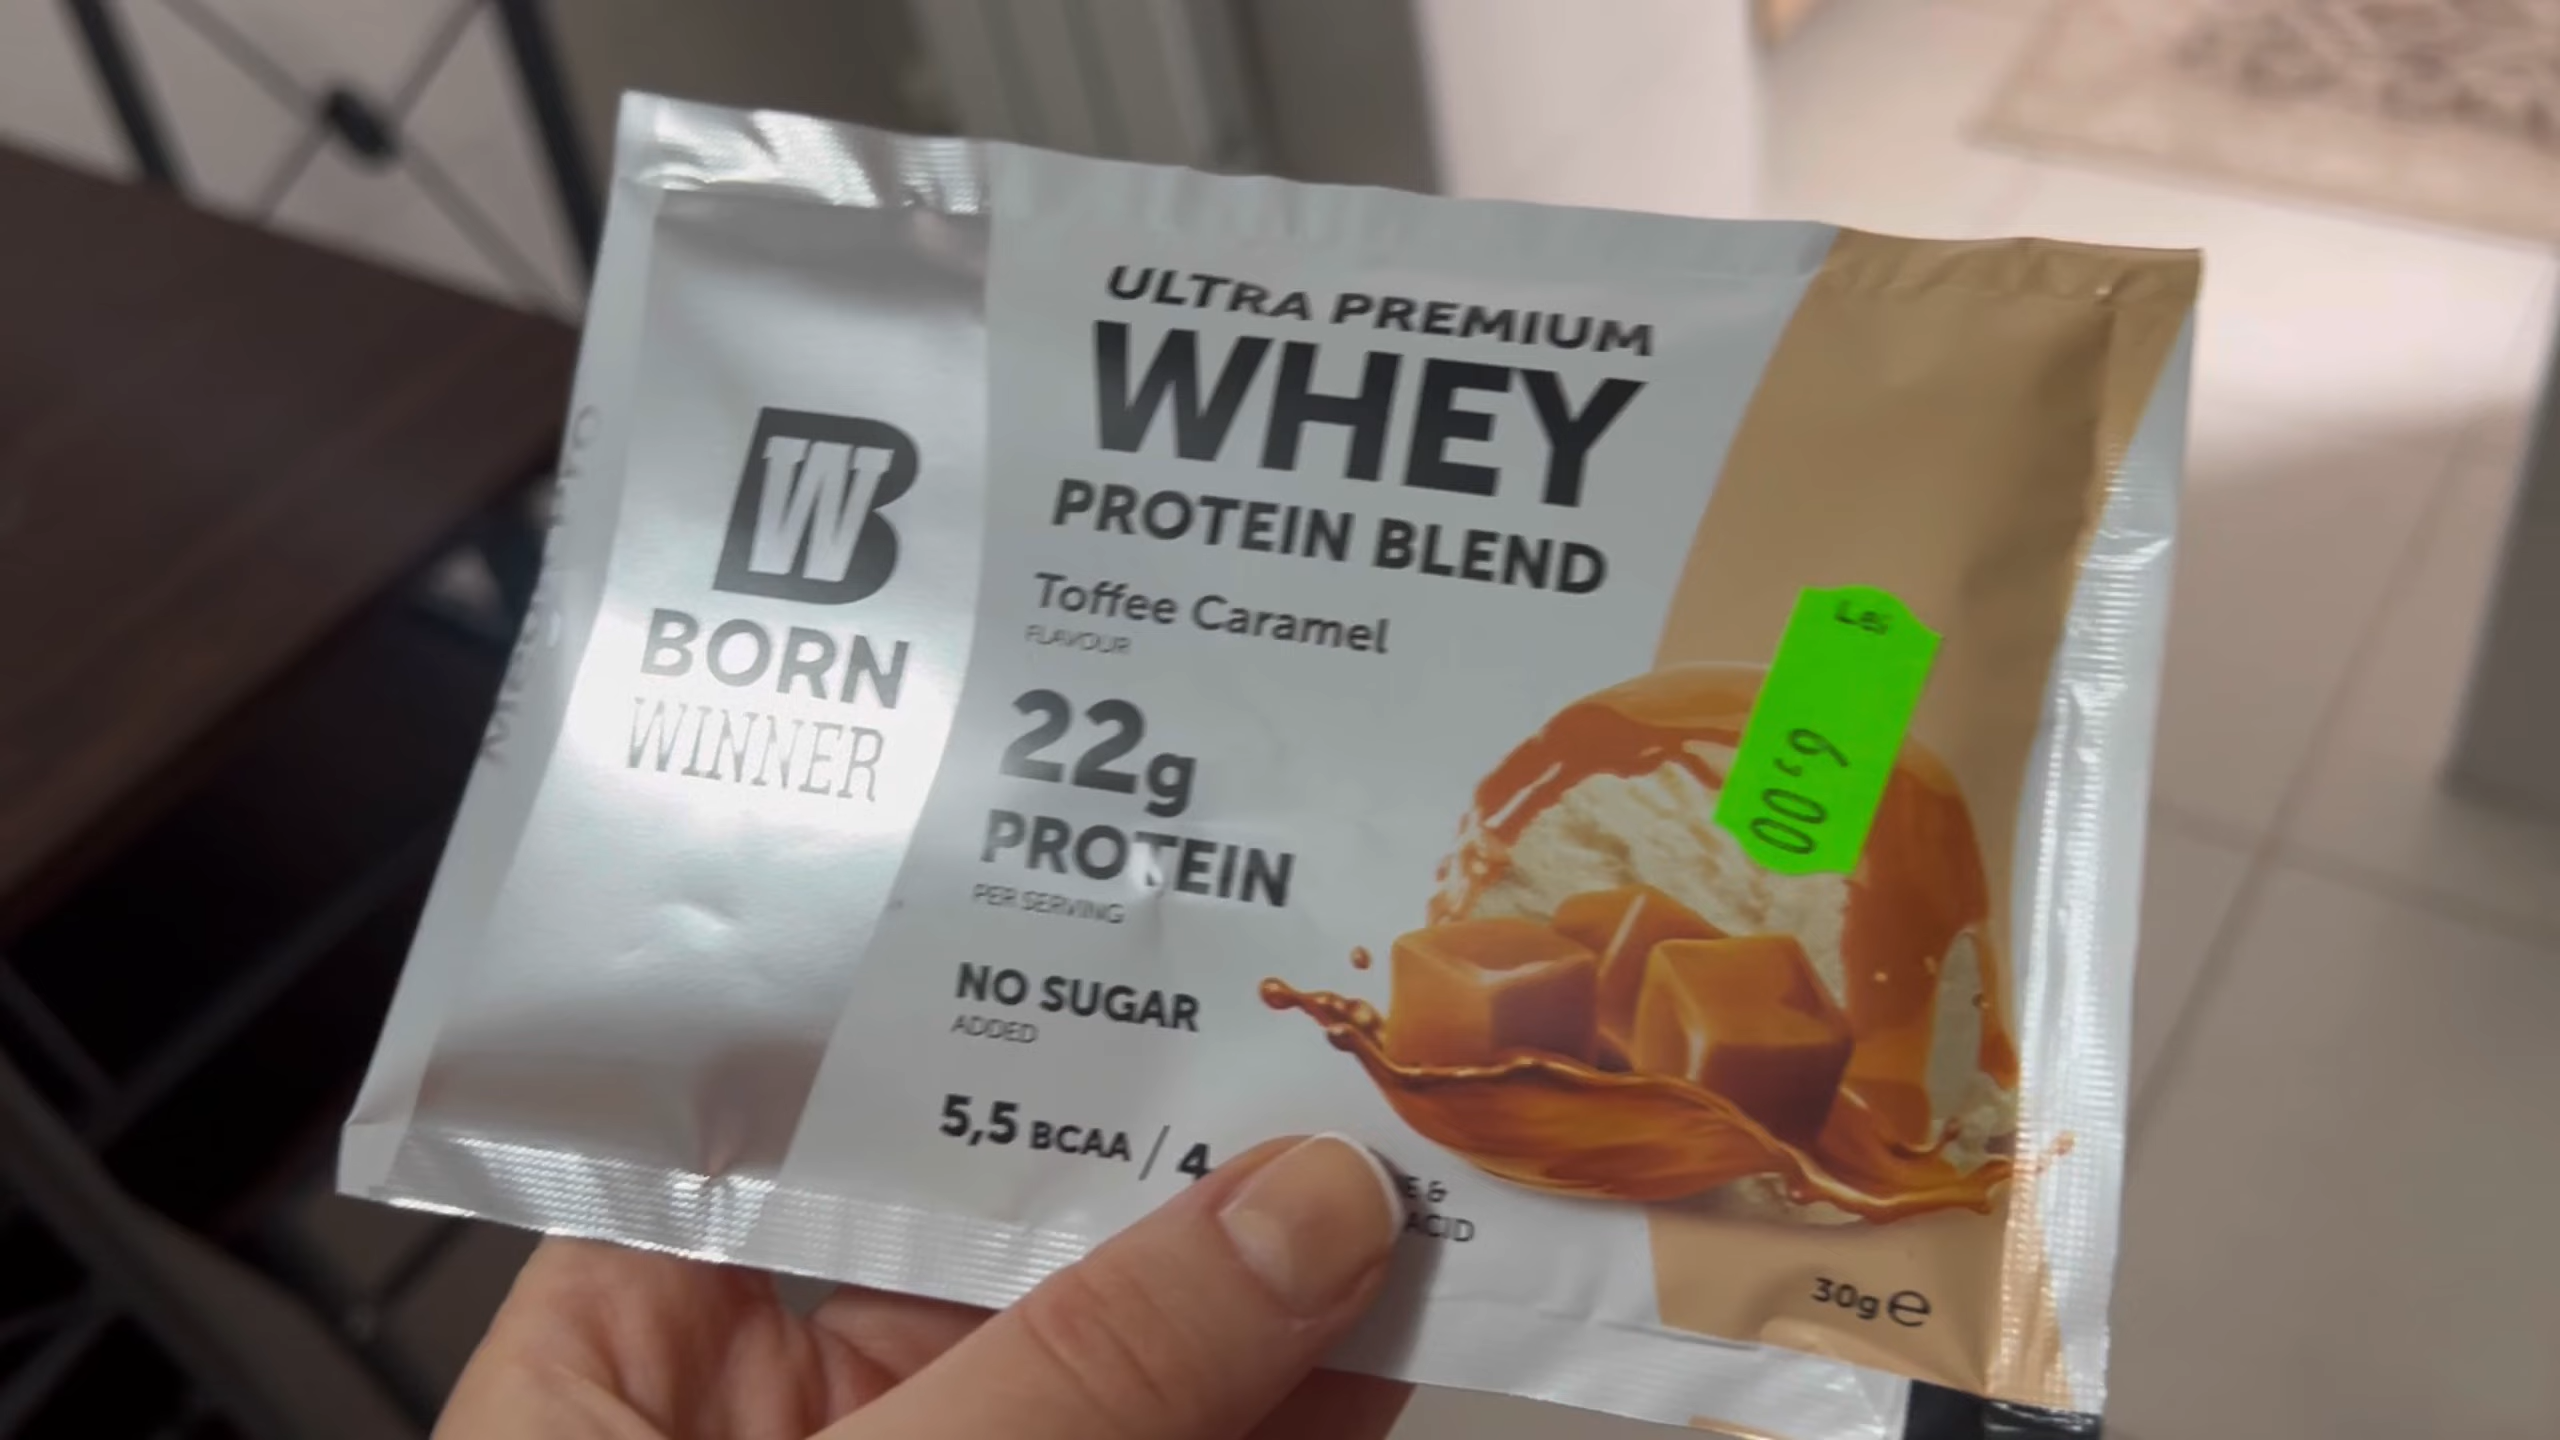 BW
BORN
WINNER
ULTRA PREMIUM
WHEY
PROTEIN BLEND
Toffee Caramel
FLAVOUR
22g
PROTEIN
PER SERVING
NO SUGAR
ADDED
5,5 BCAA / 4
E &
ACID
Lei
6,00
30g ℮